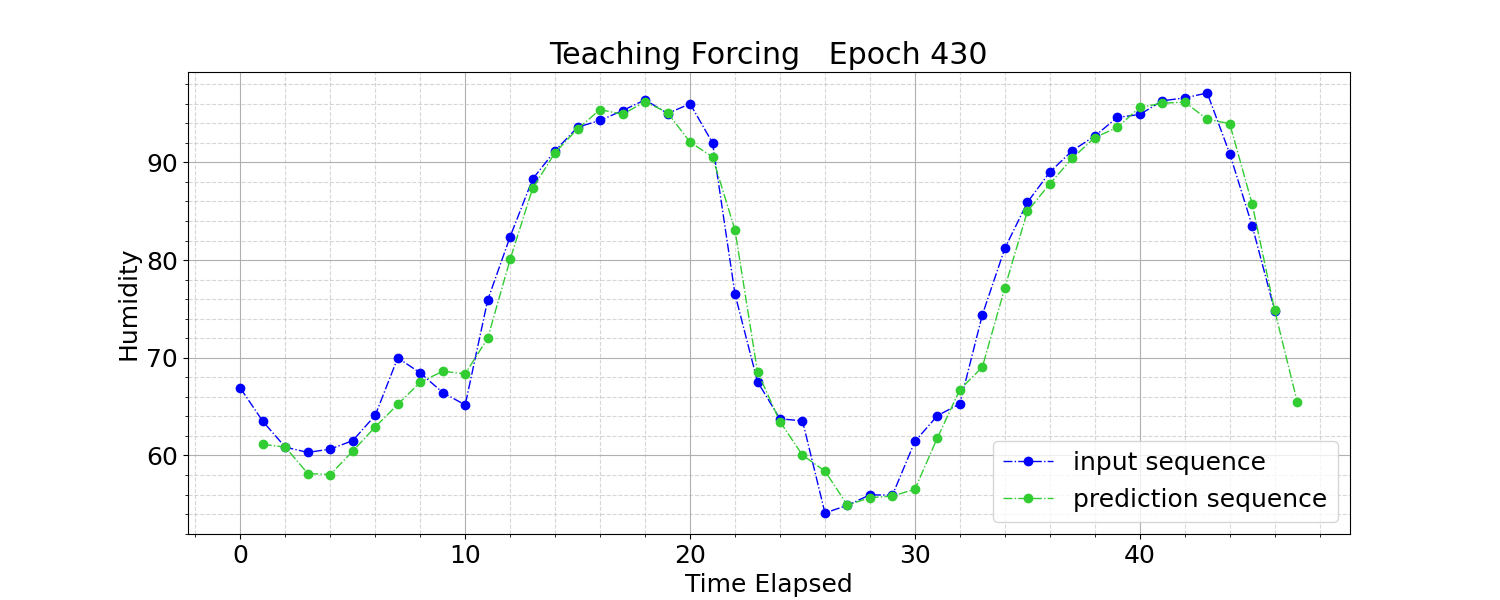 Teaching Forcing   Epoch 430
Humidity
90
80
70
60
0 10 20 30 40
Time Elapsed
input sequence
prediction sequence